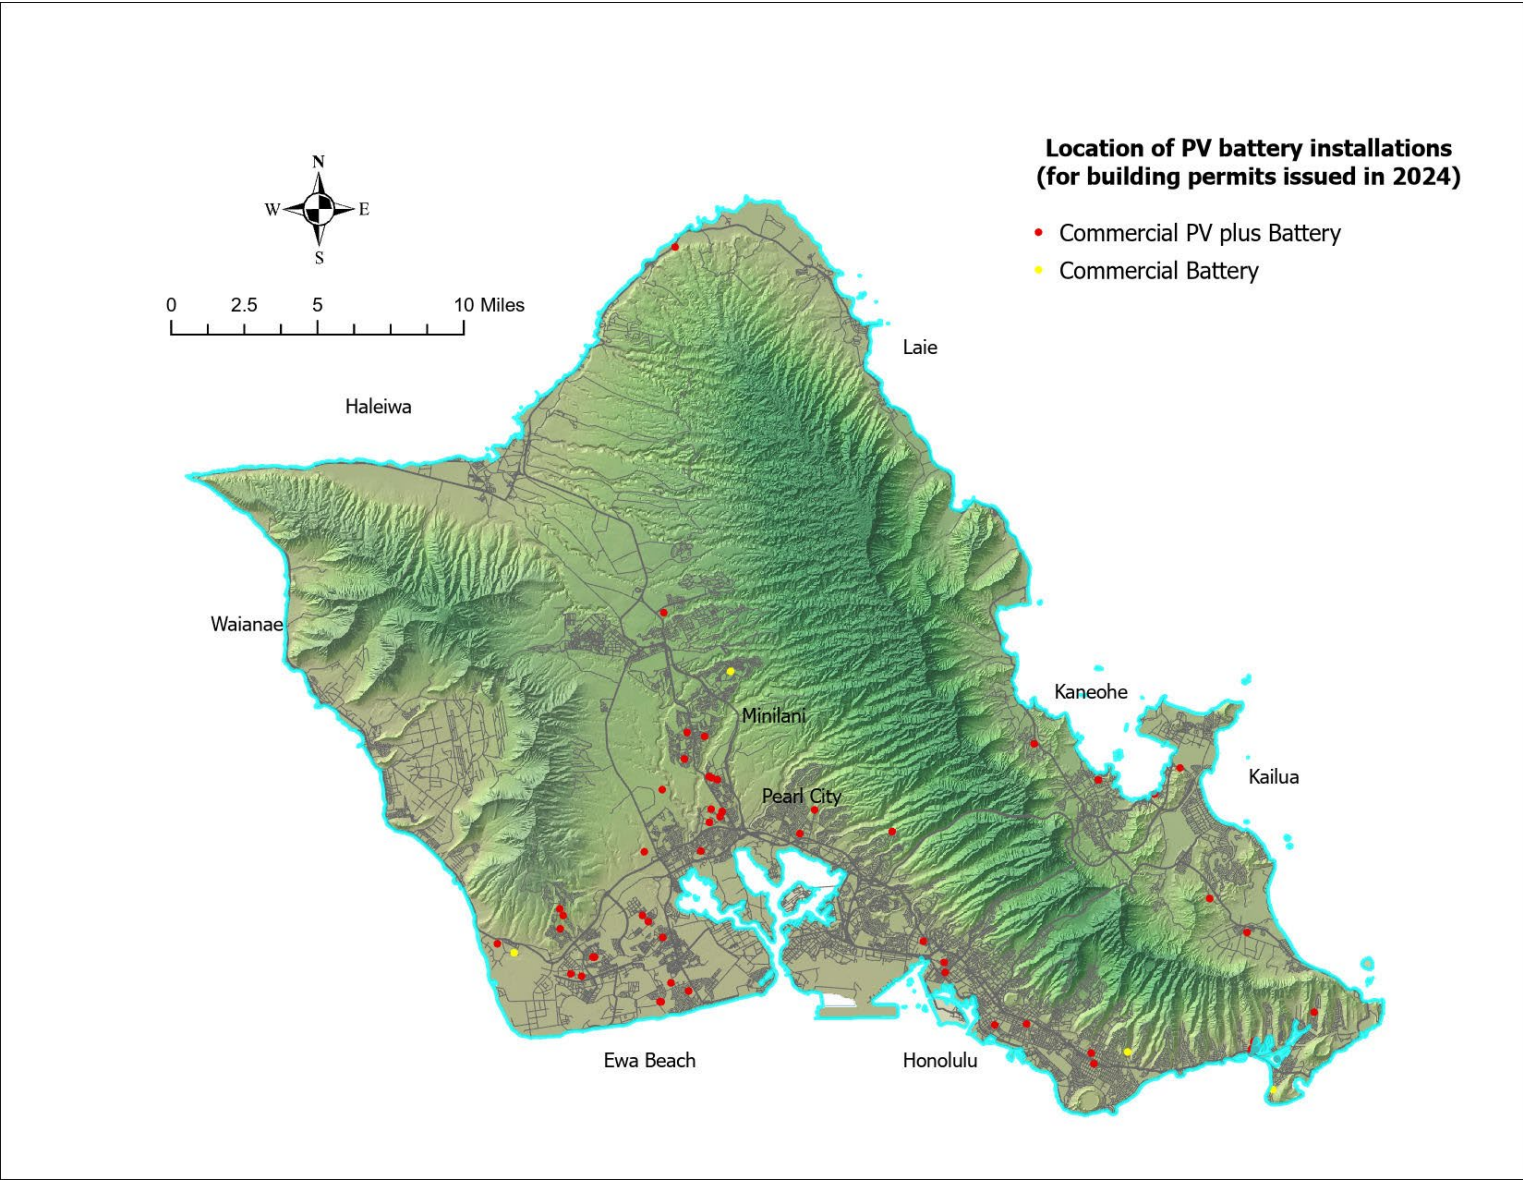 Location of PV battery installations
(for building permits issued in 2024)
N
W E
S
Commercial PV plus Battery
Commercial Battery
0 2.5 5 10 Miles
Laie
Haleiwa
Waianae
Kaneohe
Minilani
Kailua
Pearl City
Ewa Beach
Honolulu